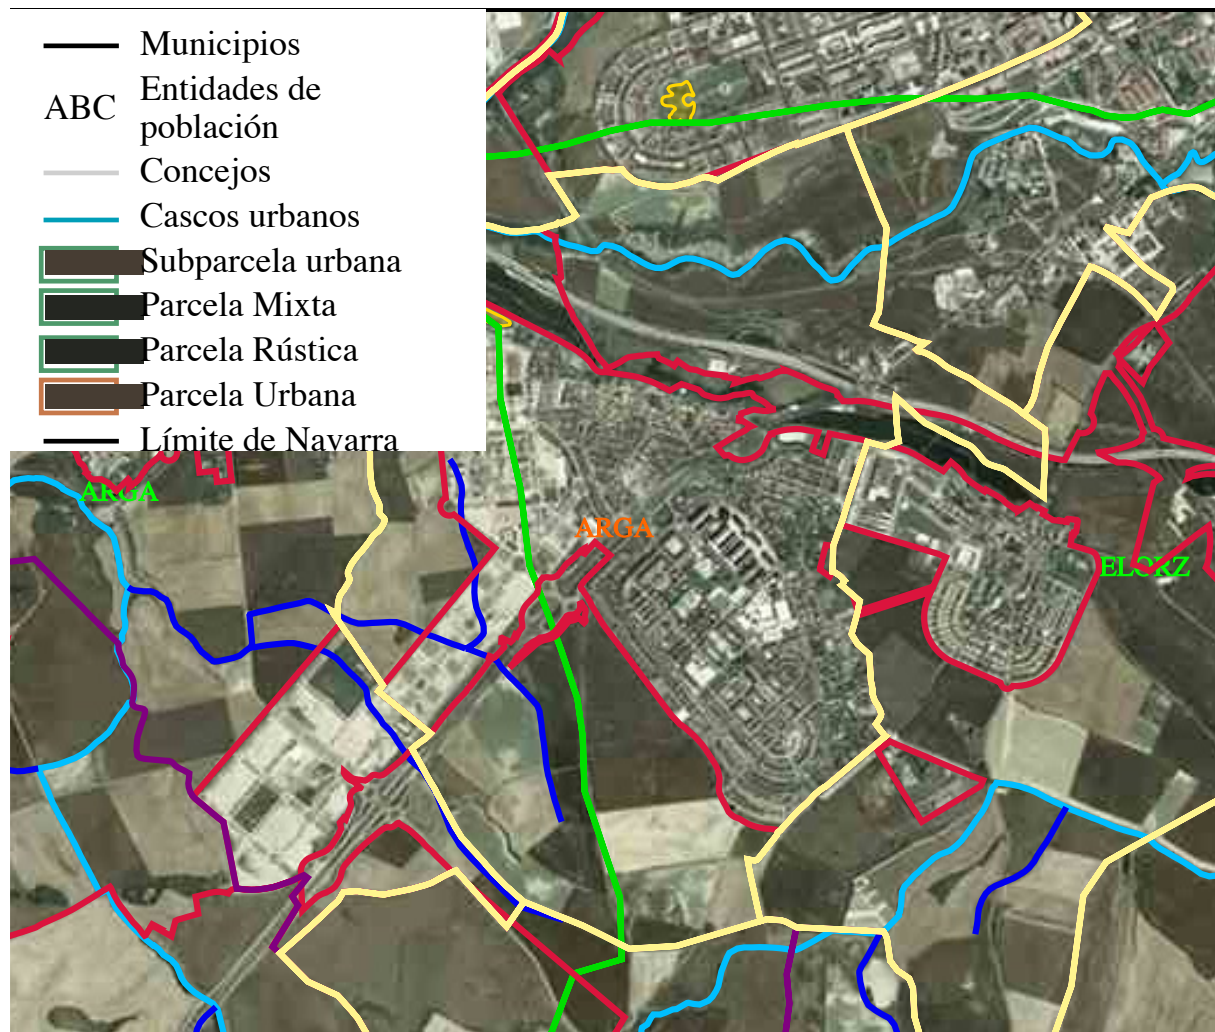 Municipios
ABC
Entidades de
población
Concejos
Cascos urbanos
Subparcela urbana
Parcela Mixta
Parcela Rústica
Parcela Urbana
Límite de Navarra
ARGA
ARGA
ELORZ